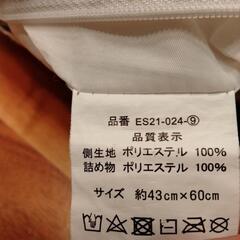 品番 ES21-024-⑨
品質表示
側生地 ポリエステル 100%
詰め物 ポリエステル 100%
サイズ 約43cm×60cm